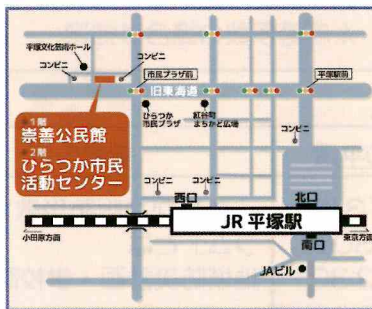 平塚文化芸術ホール
コンビニ
コンビニ
市民プラザ前
平塚駅前
旧東海道
ひらつか
市民プラザ
紅谷町
まちかど広場
コンビニ
●1階
崇善公民館
●2階
ひらつか市民
活動センター
コンビニ
コンビニ
西口
北口
JR 平塚駅
小田原方面
東京方面
南口
JAビル